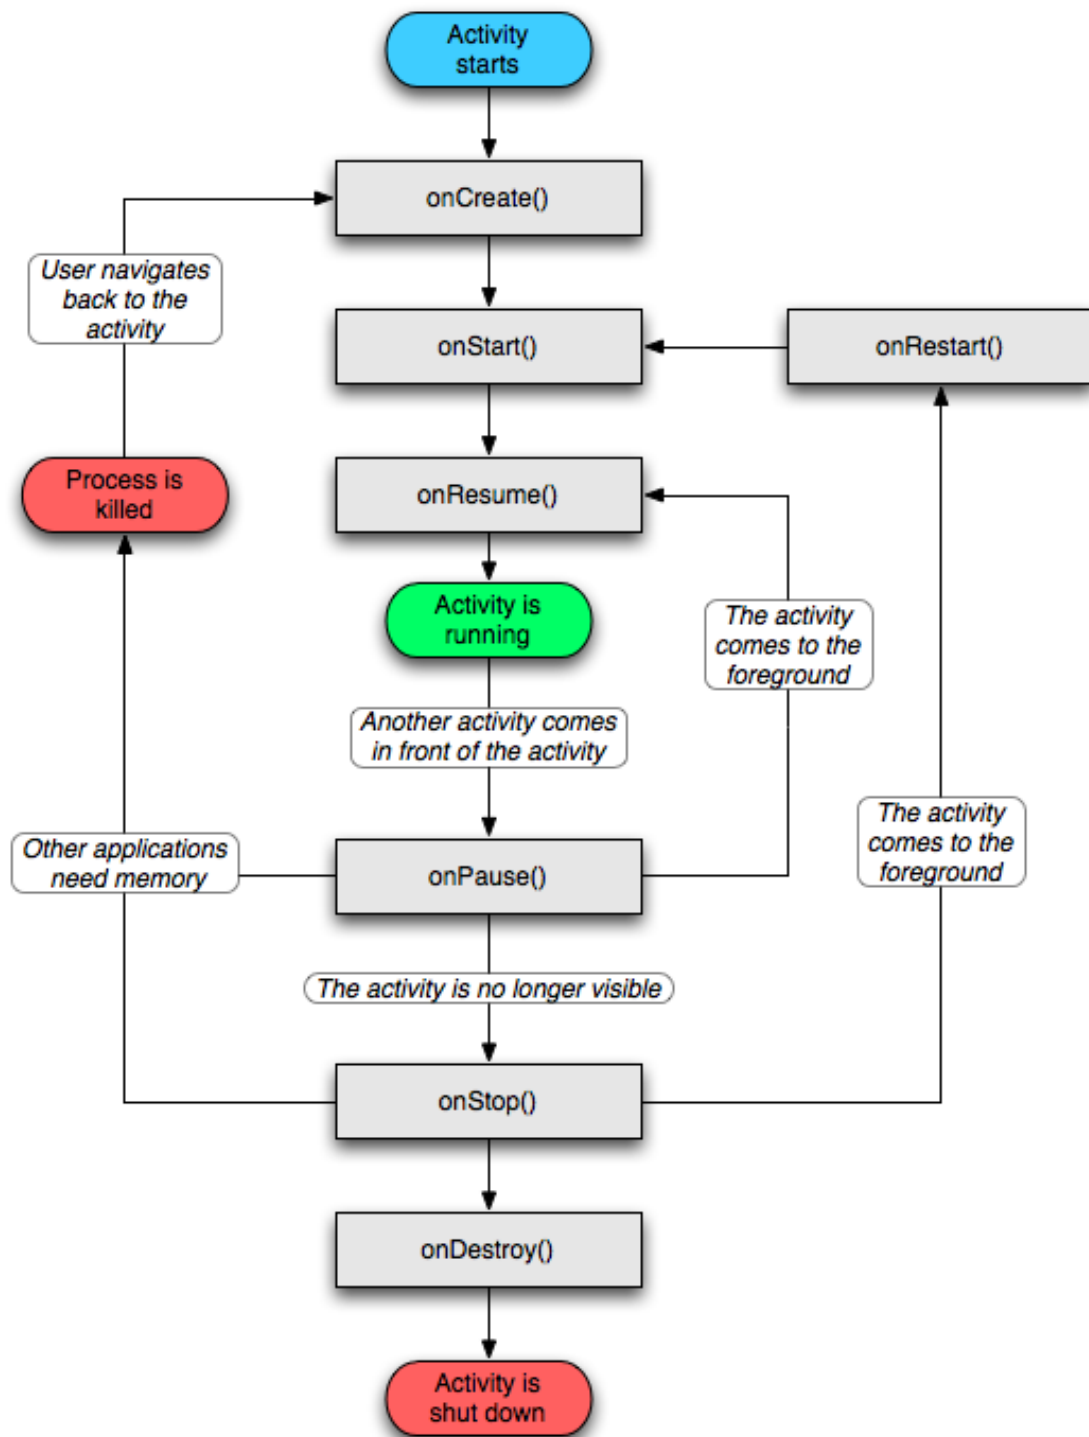 Activity
starts
onCreate()
User navigates
back to the
activity
onStart()
onRestart()
Process is
killed
onResume()
Activity is
running
The activity
comes to the
foreground
Another activity comes
in front of the activity
The activity
comes to the
foreground
Other applications
need memory
onPause()
The activity is no longer visible
onStop()
onDestroy()
Activity is
shut down